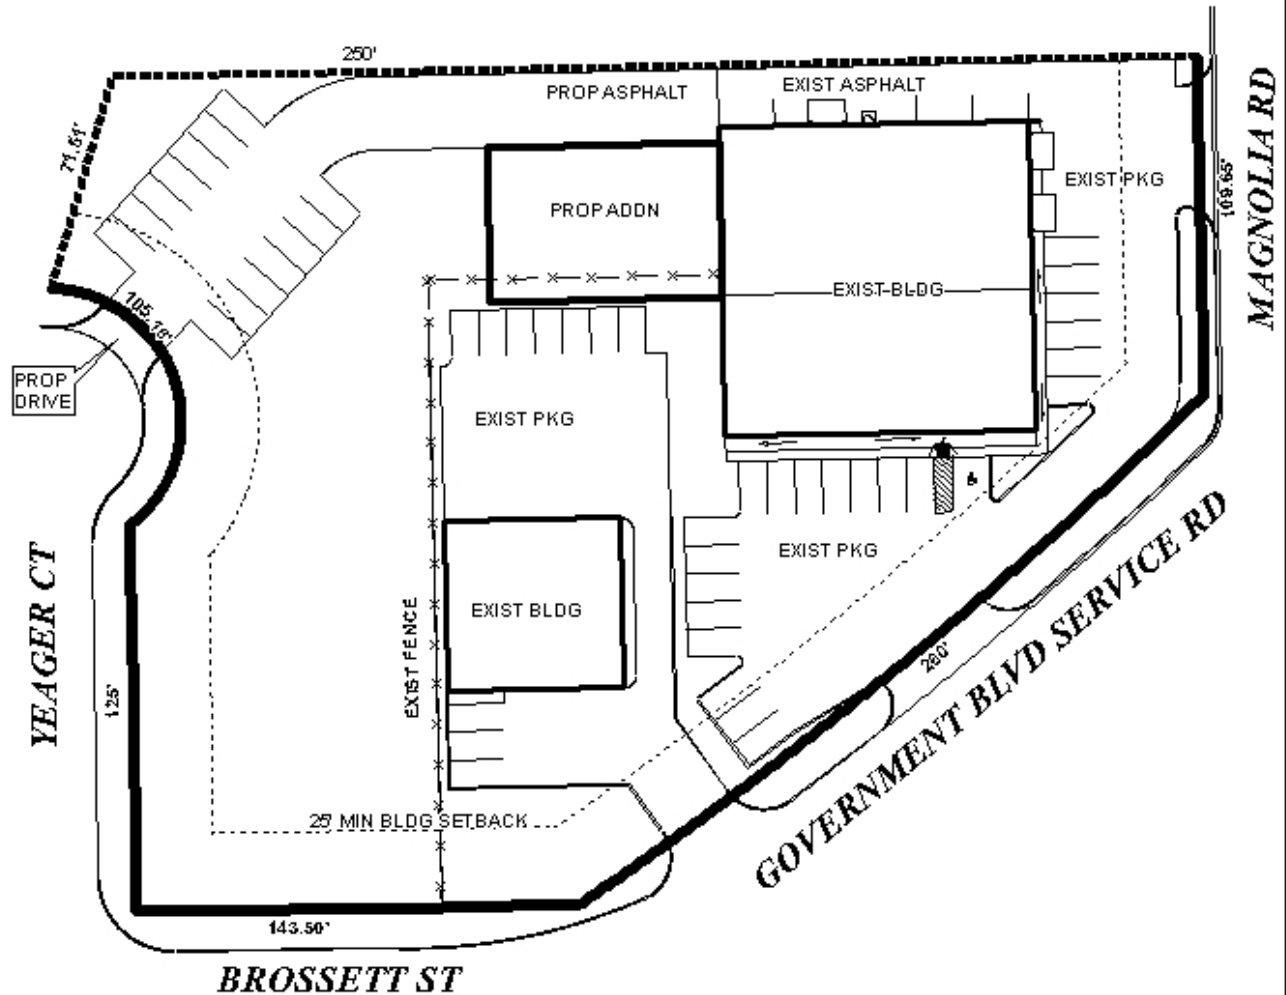 250'
EXIST ASPHALT
PROP ASPHALT
MAGNOLIA RD
71.51'
EXIST PKG
109.65'
PROP ADDN
EXIST BLDG
105.16'
PROP
DRIVE
EXIST PKG
EXIST PKG
EXIST BLDG
EXIST FENCE
YEAGER CT
125'
260'
GOVERNMENT BLVD SERVICE RD
25' MIN BLDG SETBACK
143.50'
BROSSETT ST